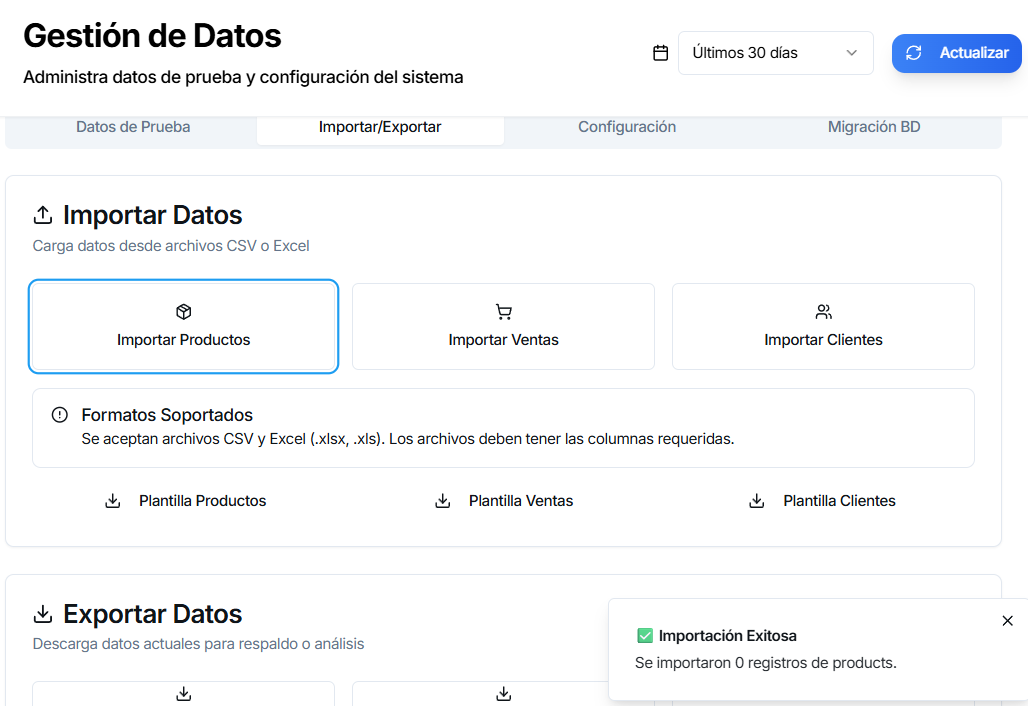 Gestión de Datos
Administra datos de prueba y configuración del sistema
Últimos 30 días
Actualizar
Datos de Prueba
Importar/Exportar
Configuración
Migración BD
Importar Datos
Carga datos desde archivos CSV o Excel
Importar Productos
Importar Ventas
Importar Clientes
Formatos Soportados
Se aceptan archivos CSV y Excel (.xlsx, .xls). Los archivos deben tener las columnas requeridas.
Plantilla Productos
Plantilla Ventas
Plantilla Clientes
Exportar Datos
Descarga datos actuales para respaldo o análisis
✅ Importación Exitosa
Se importaron 0 registros de products.